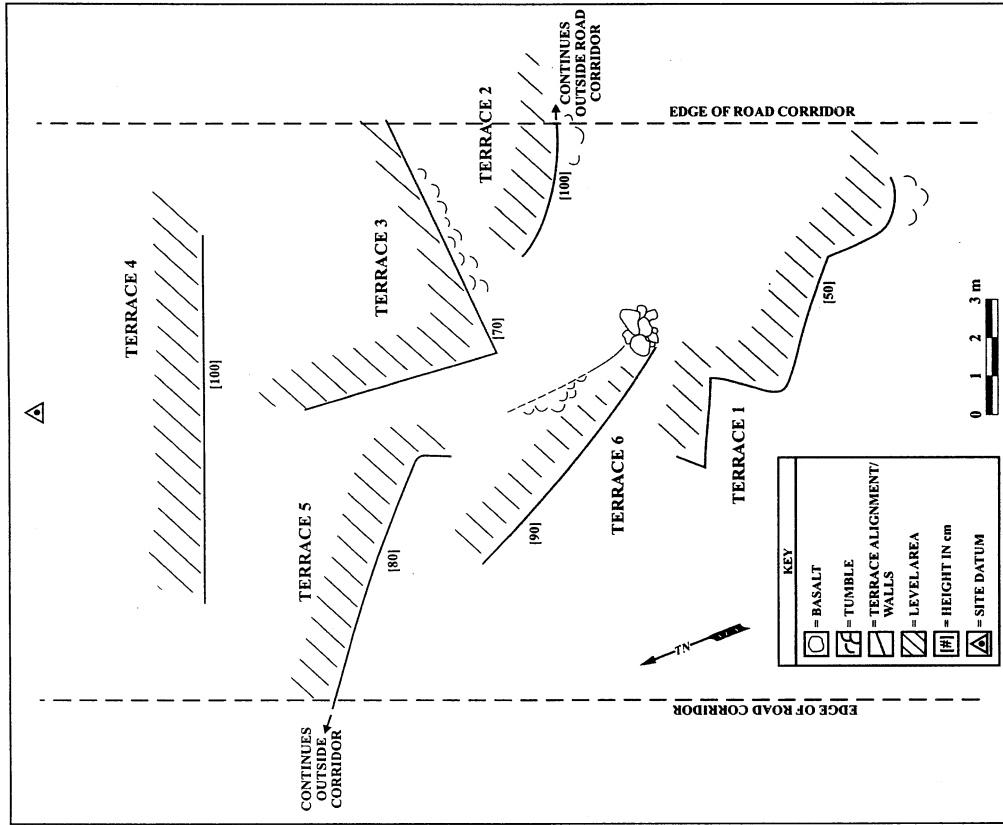 TERRACE 4
[100]
TERRACE 3
[70]
TERRACE 2
[100]
CONTINUES
OUTSIDE ROAD
CORRIDOR
EDGE OF ROAD CORRIDOR
TERRACE 5
[80]
CONTINUES
OUTSIDE
CORRIDOR
TERRACE 6
[90]
TERRACE 1
[50]
EDGE OF ROAD CORRIDOR
TN
KEY
= BASALT
= TUMBLE
= TERRACE ALIGNMENT/
WALLS
= LEVEL AREA
[#] = HEIGHT IN cm
= SITE DATUM
0 1 2 3 m